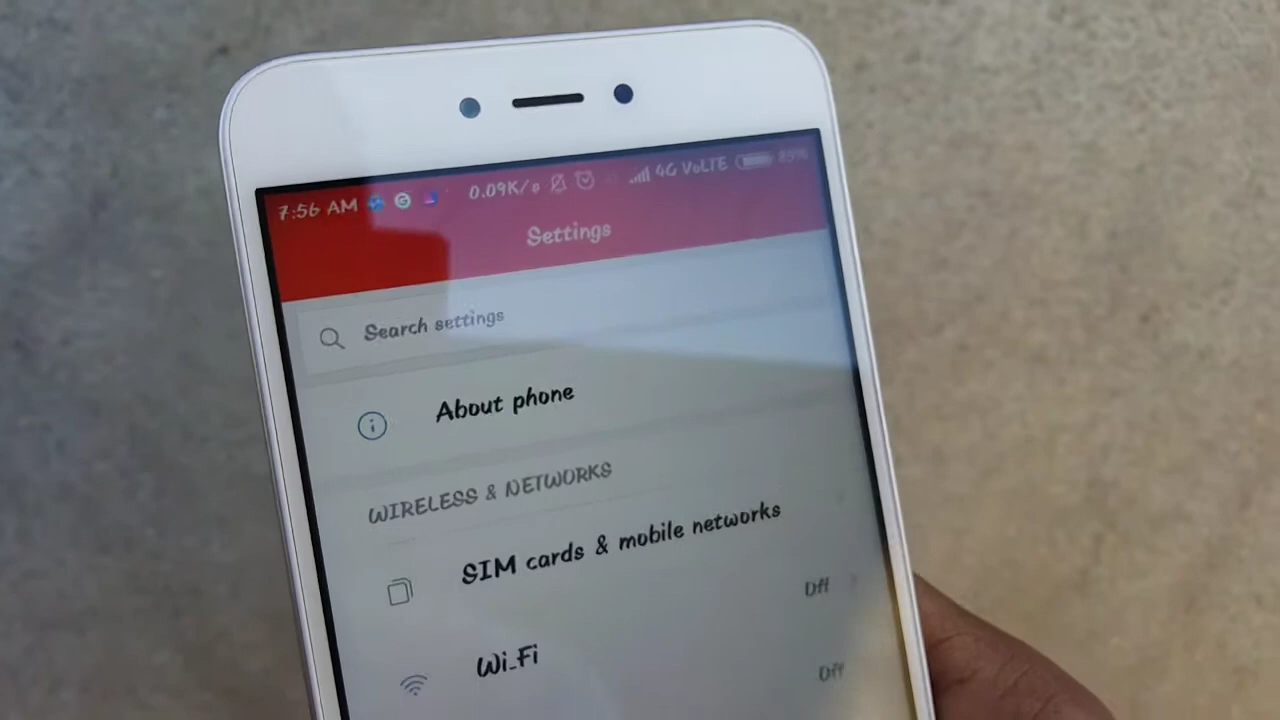 7:56 AM 0.09K/s 4G VoLTE 85%
Settings
Search settings
About phone
WIRELESS & NETWORKS
SIM cards & mobile networks
Off
Wi-Fi
Off